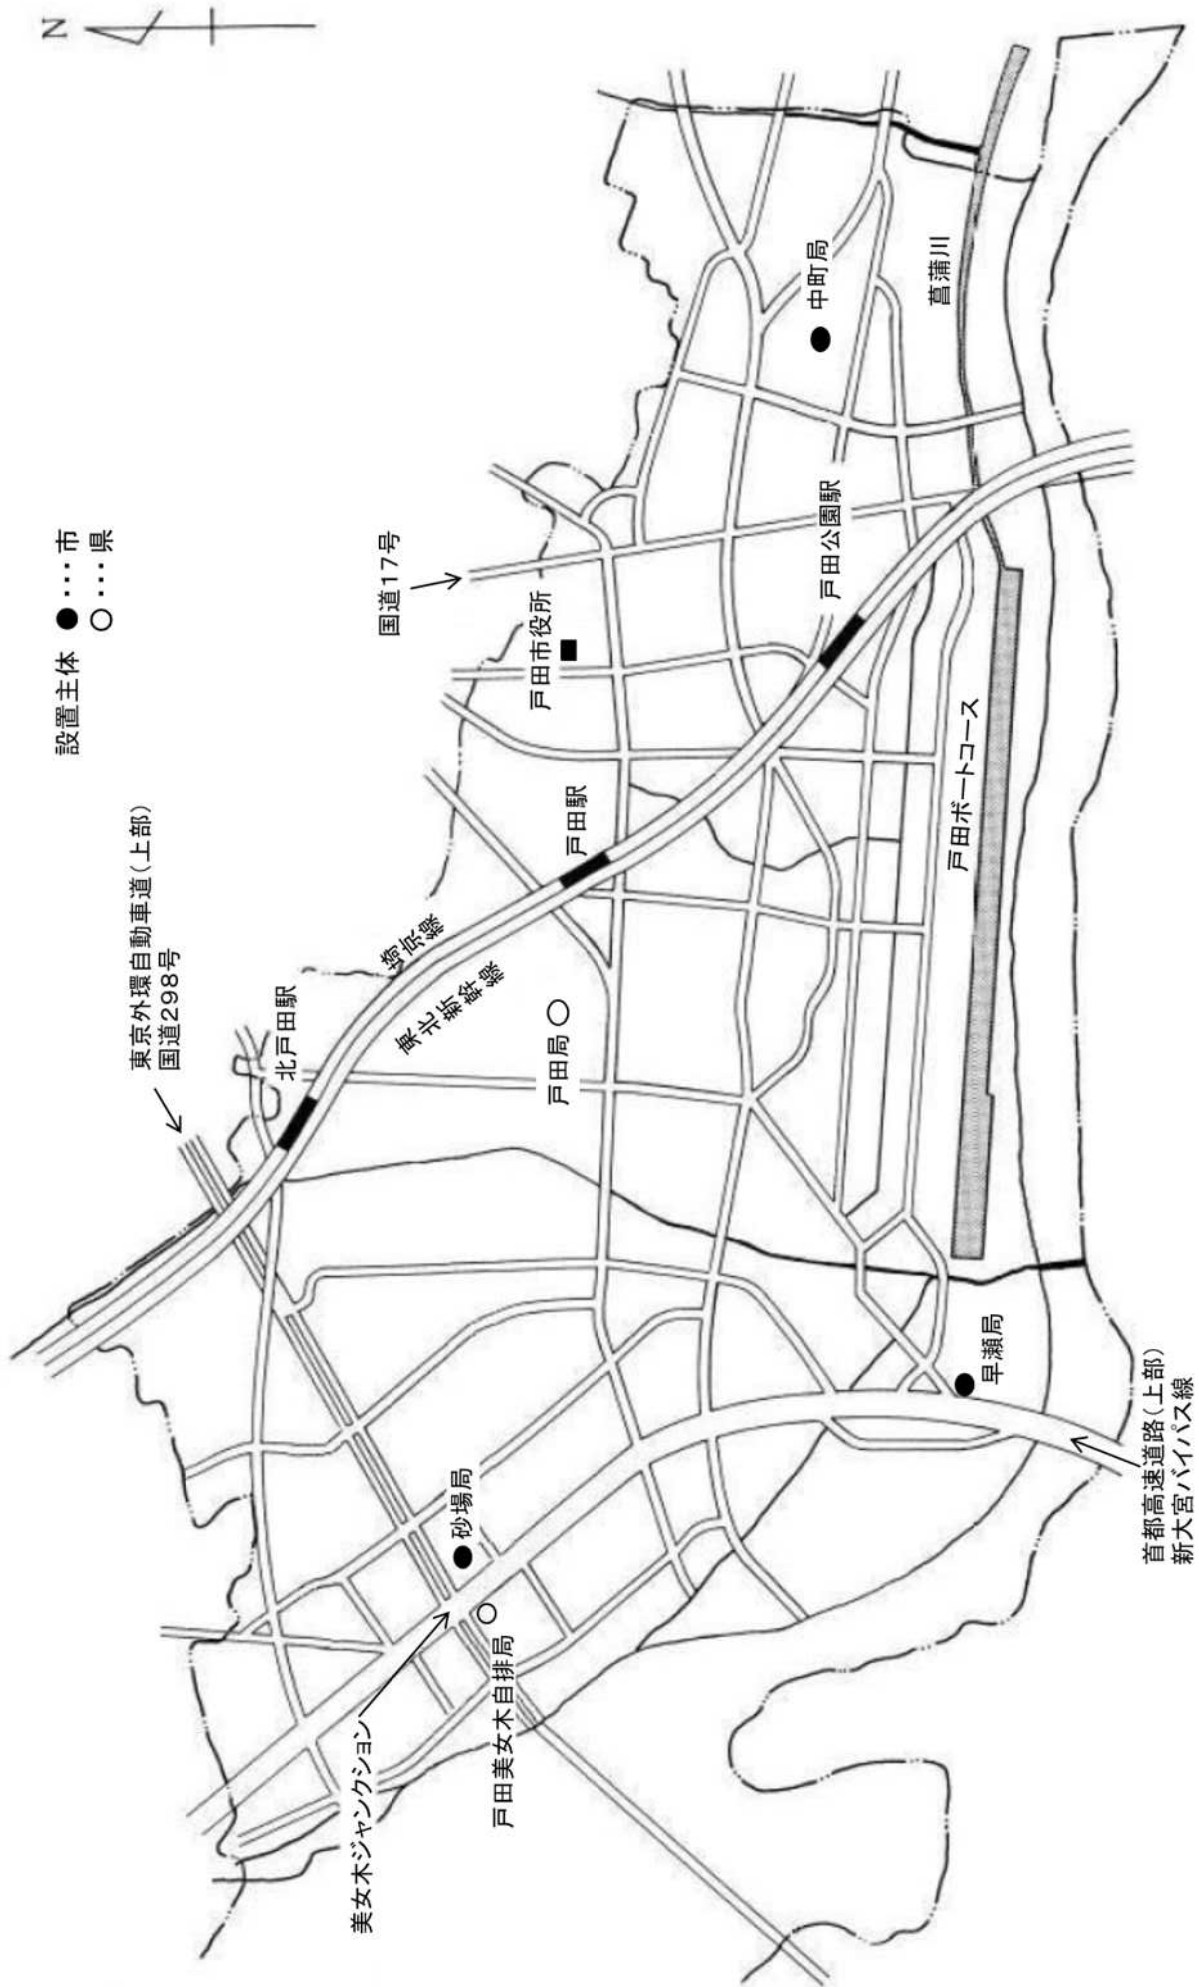 N
設置主体 ●…市
○…県
国道17号
東京外環自動車道(上部)
国道298号
北戸田駅
埼京線
東北新幹線
戸田駅
戸田市役所
戸田公園駅
中町局
菖蒲川
戸田局
戸田ボートコース
砂場局
戸田美女木自排局
美女木ジャンクション
早瀬局
首都高速道路(上部)
新大宮バイパス線